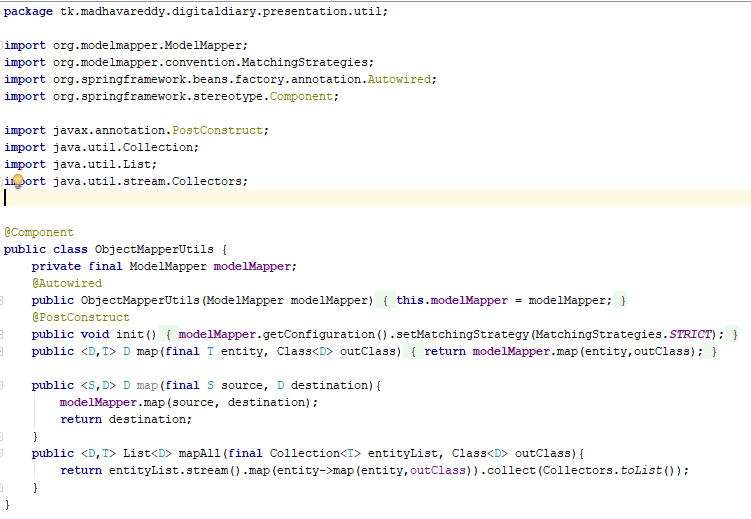 package tk.madhavareddy.digitaldiary.presentation.util;
import org.modelmapper.ModelMapper;
import org.modelmapper.convention.MatchingStrategies;
import org.springframework.beans.factory.annotation.Autowired;
import org.springframework.stereotype.Component;
import javax.annotation.PostConstruct;
import java.util.Collection;
import java.util.List;
import java.util.stream.Collectors;
@Component
public class ObjectMapperUtils {
    private final ModelMapper modelMapper;
    @Autowired
    public ObjectMapperUtils(ModelMapper modelMapper) { this.modelMapper = modelMapper; }
    @PostConstruct
    public void init() { modelMapper.getConfiguration().setMatchingStrategy(MatchingStrategies.STRICT); }
    public <D,T> D map(final T entity, Class<D> outClass) { return modelMapper.map(entity,outClass); }
    public <S,D> D map(final S source, D destination){
        modelMapper.map(source, destination);
        return destination;
    }
    public <D,T> List<D> mapAll(final Collection<T> entityList, Class<D> outClass){
        return entityList.stream().map(entity->map(entity,outClass)).collect(Collectors.toList());
    }
}